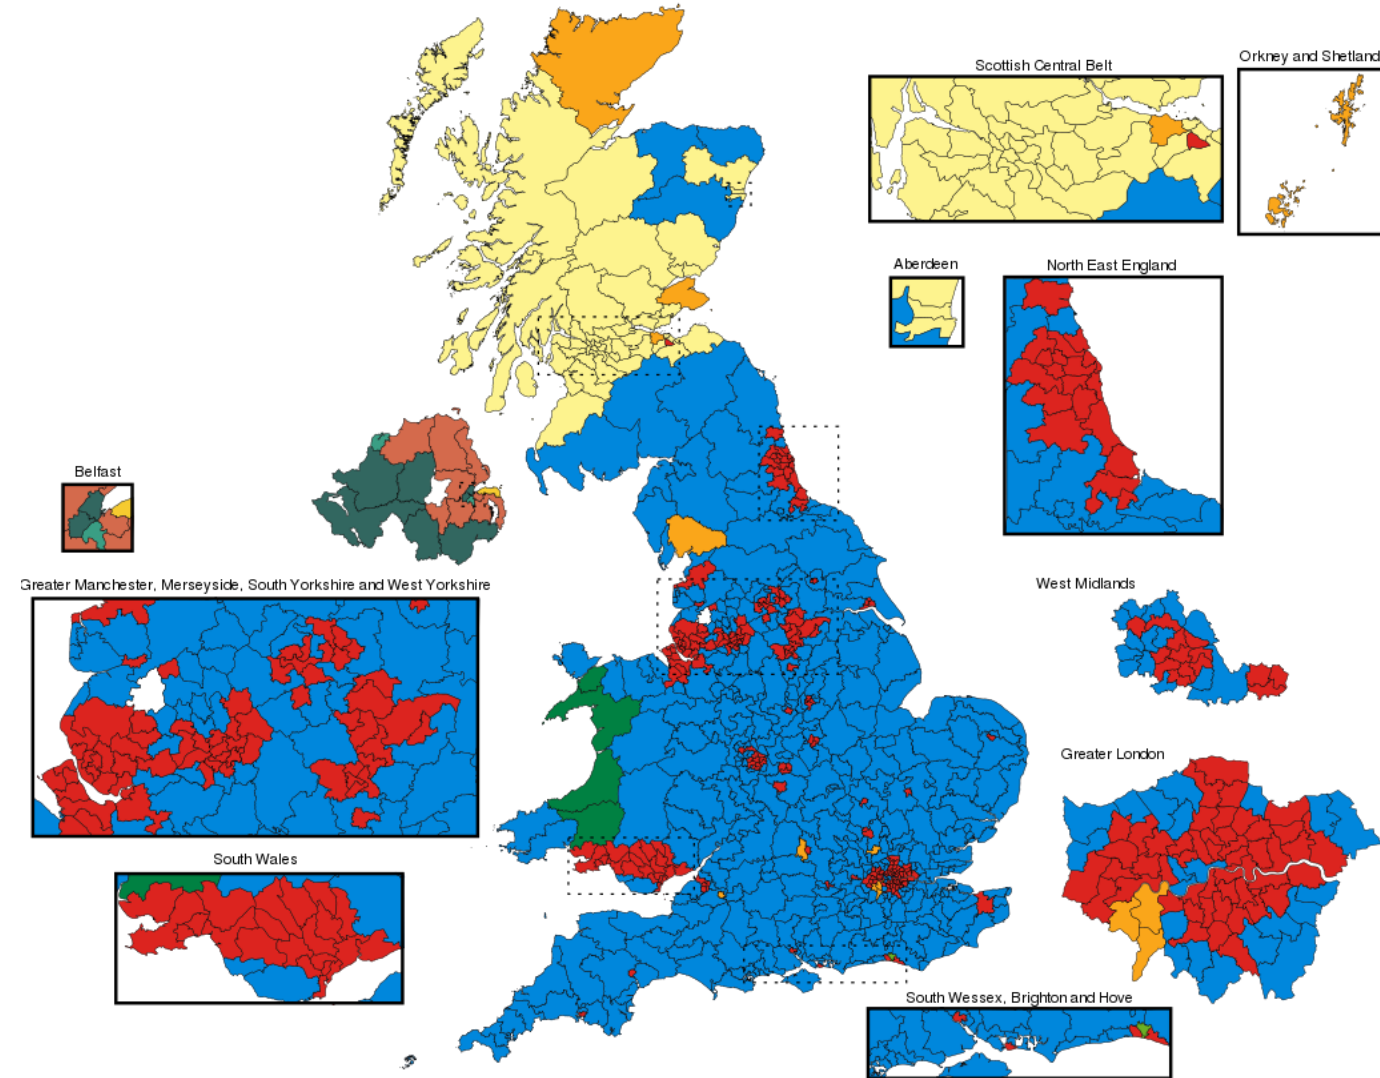 Scottish Central Belt
Orkney and Shetland
Aberdeen
North East England
Belfast
Greater Manchester, Merseyside, South Yorkshire and West Yorkshire
West Midlands
Greater London
South Wales
South Wessex, Brighton and Hove